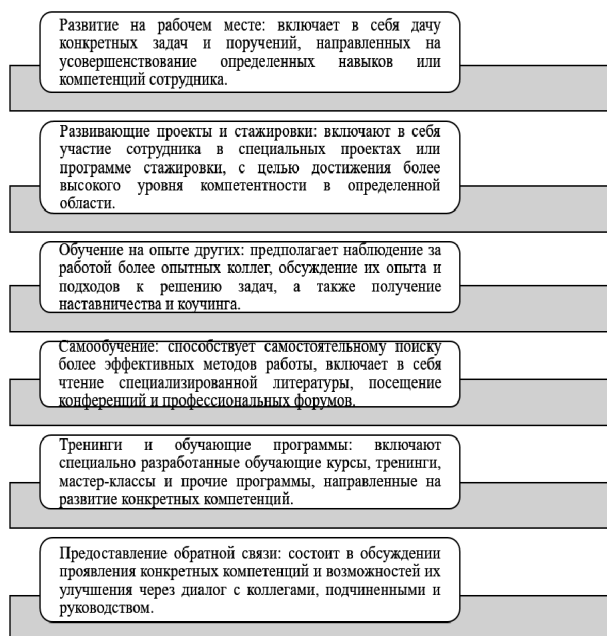 Развитие на рабочем месте: включает в себя дачу
конкретных задач и поручений, направленных на
усовершенствование определенных навыков или
компетенций сотрудника.
Развивающие проекты и стажировки: включают в себя
участие сотрудника в специальных проектах или
программе стажировки, с целью достижения более
высокого уровня компетентности в определенной
области.
Обучение на опыте других: предполагает наблюдение за
работой более опытных коллег, обсуждение их опыта и
подходов к решению задач, а также получение
наставничества и коучинга.
Самообучение: способствует самостоятельному поиску
более эффективных методов работы, включает в себя
чтение специализированной литературы, посещение
конференций и профессиональных форумов.
Тренинги и обучающие программы: включают
специально разработанные обучающие курсы, тренинги,
мастер-классы и прочие программы, направленные на
развитие конкретных компетенций.
Предоставление обратной связи: состоит в обсуждении
проявления конкретных компетенций и возможностей их
улучшения через диалог с коллегами, подчиненными и
руководством.